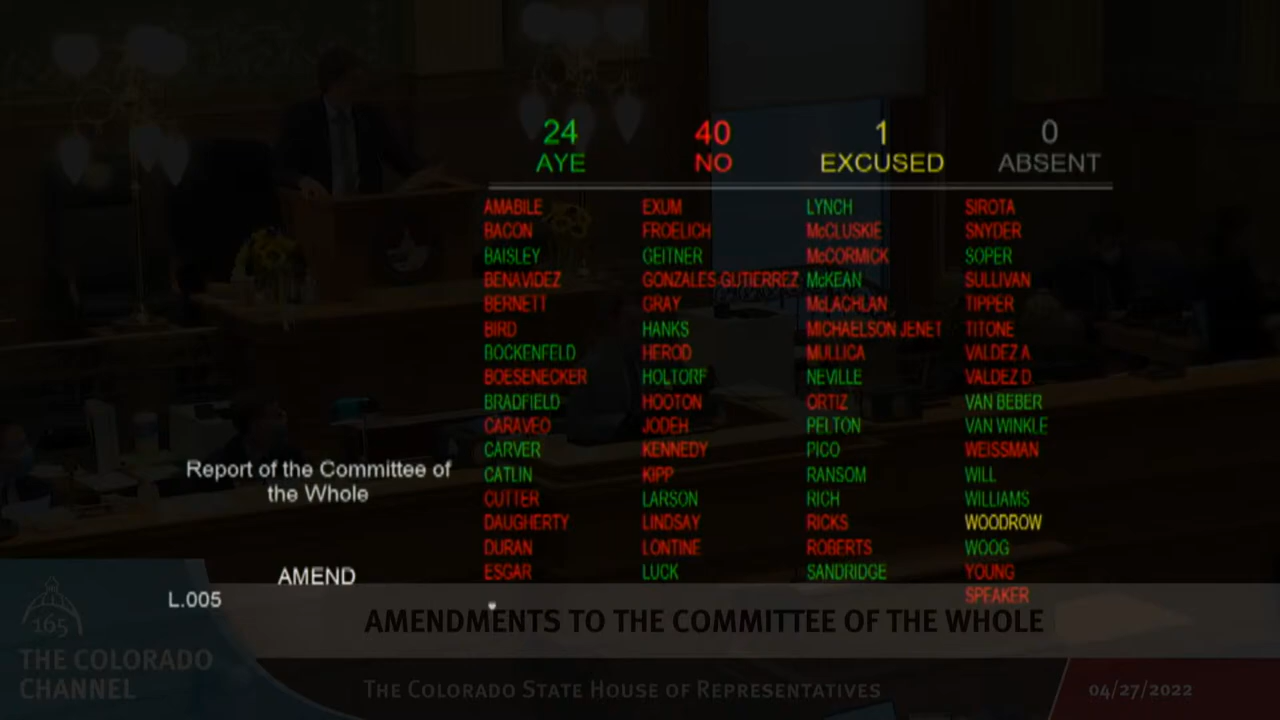 24 40 1 0
AYE NO EXCUSED ABSENT
AMABILE EXUM LYNCH SIROTA
BACON FROELICH McCLUSKIE SNYDER
BAISLEY GEITNER McCORMICK SOPER
BENAVIDEZ GONZALES-GUTIERREZ McKEAN SULLIVAN
BERNETT GRAY McLACHLAN TIPPER
BIRD HANKS MICHAELSON JENET TITONE
BOCKENFELD HEROD MULLICA VALDEZ A
BOESENECKER HOLTORF NEVILLE VALDEZ D
BRADFIELD HOOTON ORTIZ VAN BEBER
CARAVEO JODEH PELTON VAN WINKLE
CARVER KENNEDY PICO WEISSMAN
CATLIN KIPP RANSOM WILL
CUTTER LARSON RICH WILLIAMS
DAUGHERTY LINDSAY RICKS WOODROW
DURAN LONTINE ROBERTS WOOG
ESGAR LUCK SANDRIDGE YOUNG
SPEAKER
Report of the Committee of
the Whole
AMEND
L.005
AMENDMENTS TO THE COMMITTEE OF THE WHOLE
165
THE COLORADO
CHANNEL
THE COLORADO STATE HOUSE OF REPRESENTATIVES
04/27/2022